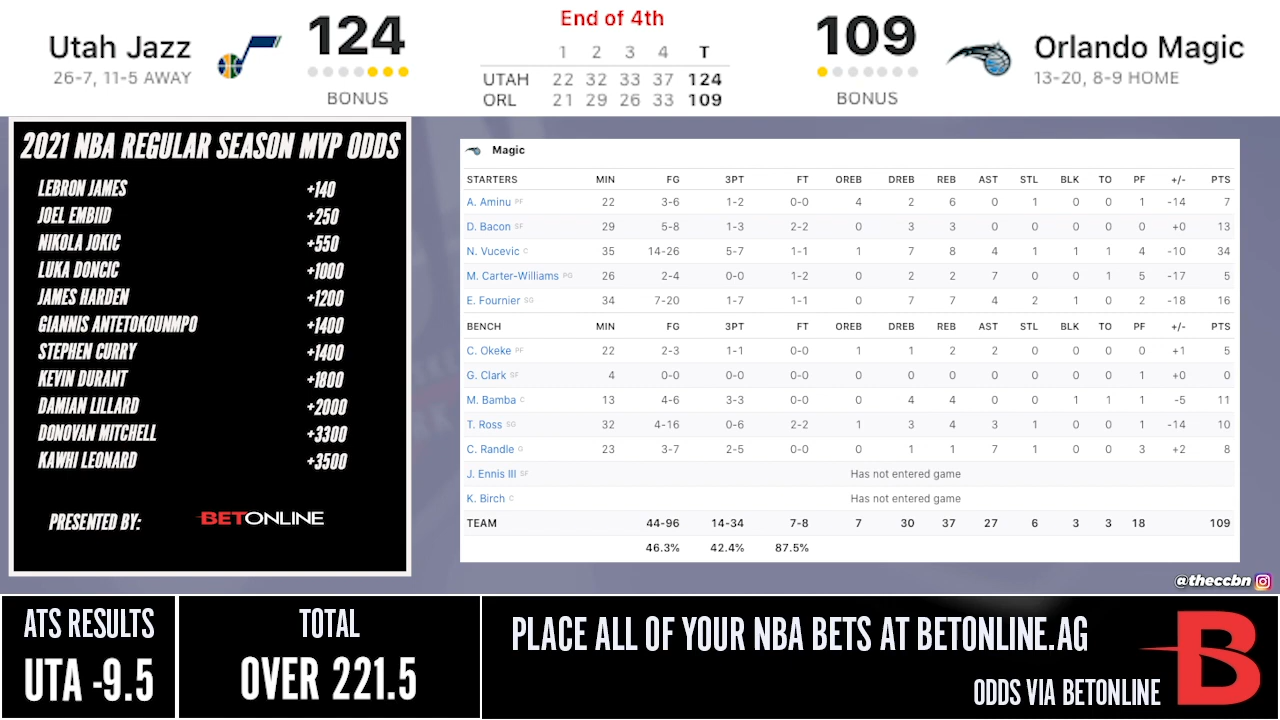 Utah Jazz
26-7, 11-5 AWAY
124
BONUS
End of 4th
1 2 3 4 T
UTAH 22 32 33 37 124
ORL 21 29 26 33 109
109
BONUS
Orlando Magic
13-20, 8-9 HOME
2021 NBA REGULAR SEASON MVP ODDS
LEBRON JAMES +140
JOEL EMBIID +250
NIKOLA JOKIC +550
LUKA DONCIC +1000
JAMES HARDEN +1200
GIANNIS ANTETOKOUNMPO +1400
STEPHEN CURRY +1400
KEVIN DURANT +1800
DAMIAN LILLARD +2000
DONOVAN MITCHELL +3300
KAWHI LEONARD +3500
PRESENTED BY: BETONLINE
Magic
STARTERS MIN FG 3PT FT OREB DREB REB AST STL BLK TO PF +/- PTS
A. Aminu PF 22 3-6 1-2 0-0 4 2 6 0 1 0 0 1 -14 7
D. Bacon SF 29 5-8 1-3 2-2 0 3 3 0 0 0 0 0 +0 13
N. Vucevic C 35 14-26 5-7 1-1 1 7 8 4 1 1 1 4 -10 34
M. Carter-Williams PG 26 2-4 0-0 1-2 0 2 2 7 0 0 1 5 -17 5
E. Fournier SG 34 7-20 1-7 1-1 0 7 7 4 2 1 0 2 -18 16
BENCH MIN FG 3PT FT OREB DREB REB AST STL BLK TO PF +/- PTS
C. Okeke PF 22 2-3 1-1 0-0 1 1 2 2 0 0 0 0 +1 5
G. Clark SF 4 0-0 0-0 0-0 0 0 0 0 0 0 0 1 +0 0
M. Bamba C 13 4-6 3-3 0-0 0 4 4 0 0 1 1 1 -5 11
T. Ross SG 32 4-16 0-6 2-2 1 3 4 3 1 0 0 1 -14 10
C. Randle G 23 3-7 2-5 0-0 0 1 1 7 1 0 0 3 +2 8
J. Ennis III SF Has not entered game
K. Birch C Has not entered game
TEAM 44-96 14-34 7-8 7 30 37 27 6 3 3 18 109
46.3% 42.4% 87.5%
@theccbn
ATS RESULTS
UTA -9.5
TOTAL
OVER 221.5
PLACE ALL OF YOUR NBA BETS AT BETONLINE.AG
ODDS VIA BETONLINE
B